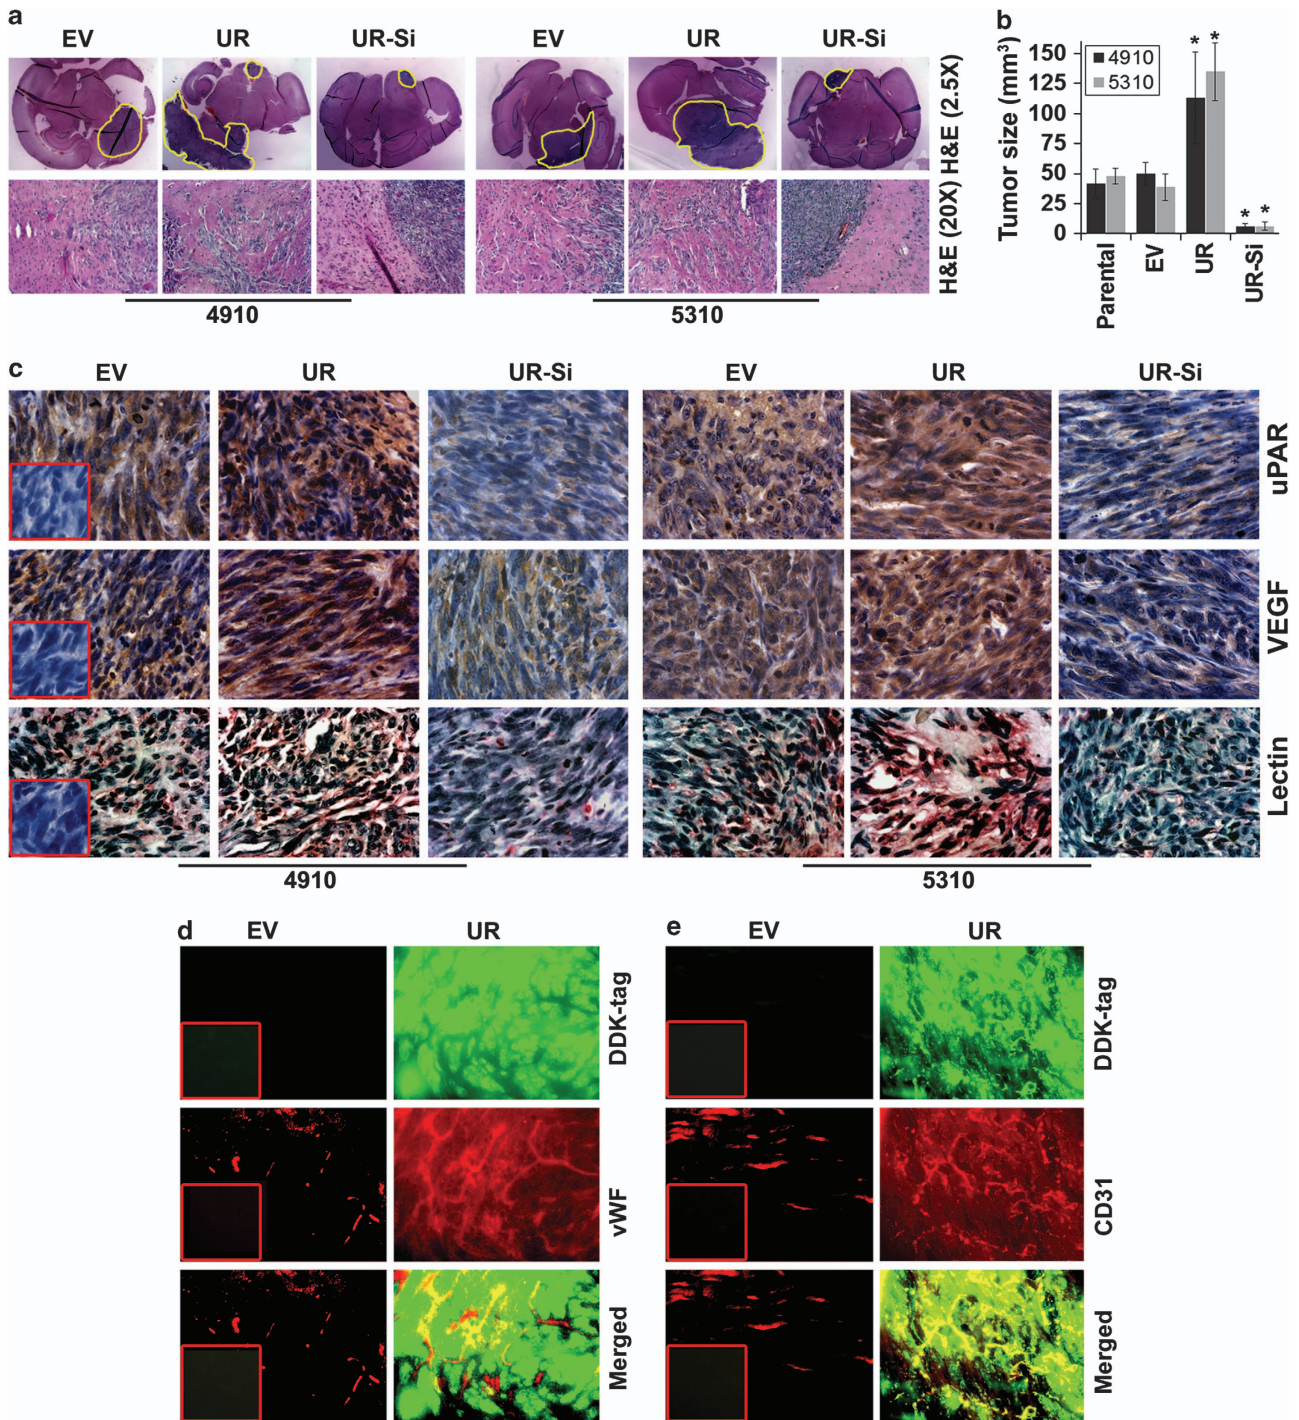 a
EV
UR
UR-Si
EV
UR
UR-Si
H&E (2.5X)
H&E (20X)
4910
5310
b
Tumor size (mm³)
150
125
100
75
50
25
0
4910
5310
* *
* *
Parental
EV
UR
UR-Si
c
EV
UR
UR-Si
EV
UR
UR-Si
uPAR
VEGF
Lectin
4910
5310
d
EV
UR
DDK-tag
vWF
Merged
e
EV
UR
DDK-tag
CD31
Merged